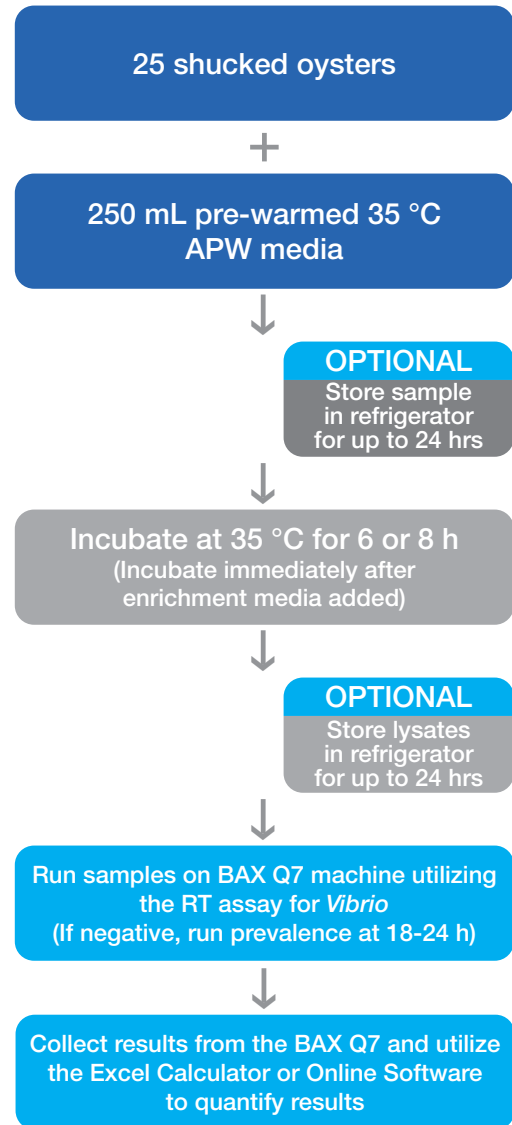 25 shucked oysters
+
250 mL pre-warmed 35 °C
APW media
OPTIONAL
Store sample
in refrigerator
for up to 24 hrs
Incubate at 35 °C for 6 or 8 h
(Incubate immediately after
enrichment media added)
OPTIONAL
Store lysates
in refrigerator
for up to 24 hrs
Run samples on BAX Q7 machine utilizing
the RT assay for Vibrio
(If negative, run prevalence at 18-24 h)
Collect results from the BAX Q7 and utilize
the Excel Calculator or Online Software
to quantify results